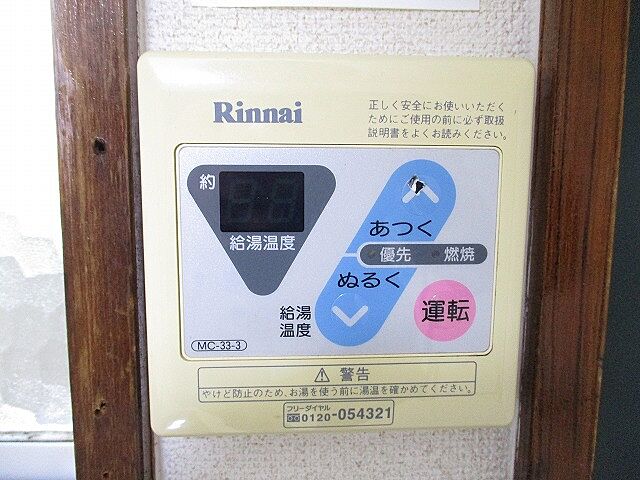 Rinnai
正しく安全にお使いいただく
ためにご使用の前に必ず取扱
説明書をよくお読みください。
約
給湯温度
あつく
優先 燃焼
ぬるく
給湯
温度
運転
MC-33-3
⚠ 警告
やけど防止のため、お湯を使う前に湯温を確かめてください。
フリーダイヤル
0120-054321